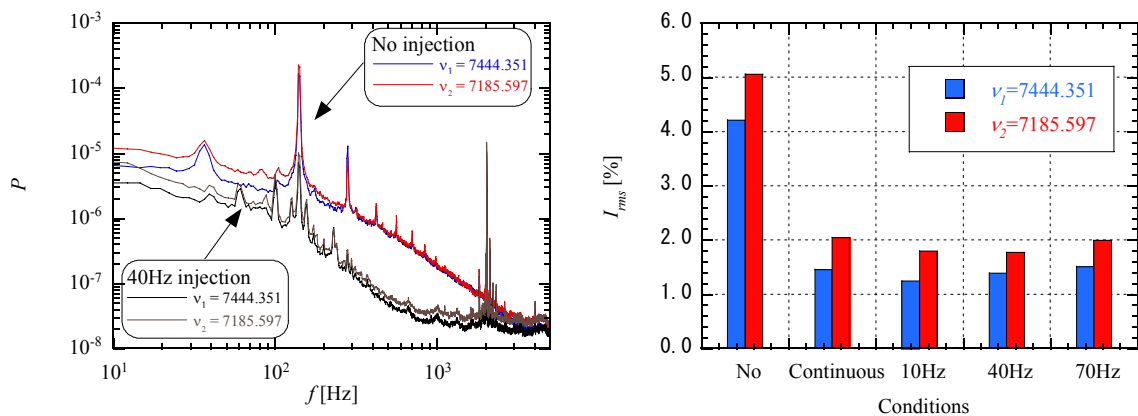 10⁻³
10⁻⁴
10⁻⁵
10⁻⁶
10⁻⁷
10⁻⁸
P
No injection
ν₁ = 7444.351
ν₂ = 7185.597
40Hz injection
ν₁ = 7444.351
ν₂ = 7185.597
10¹ 10² 10³
f [Hz]
6.0
5.0
4.0
3.0
2.0
1.0
0.0
I_rms [%]
ν₁=7444.351
ν₂=7185.597
No Continuous 10Hz 40Hz 70Hz
Conditions